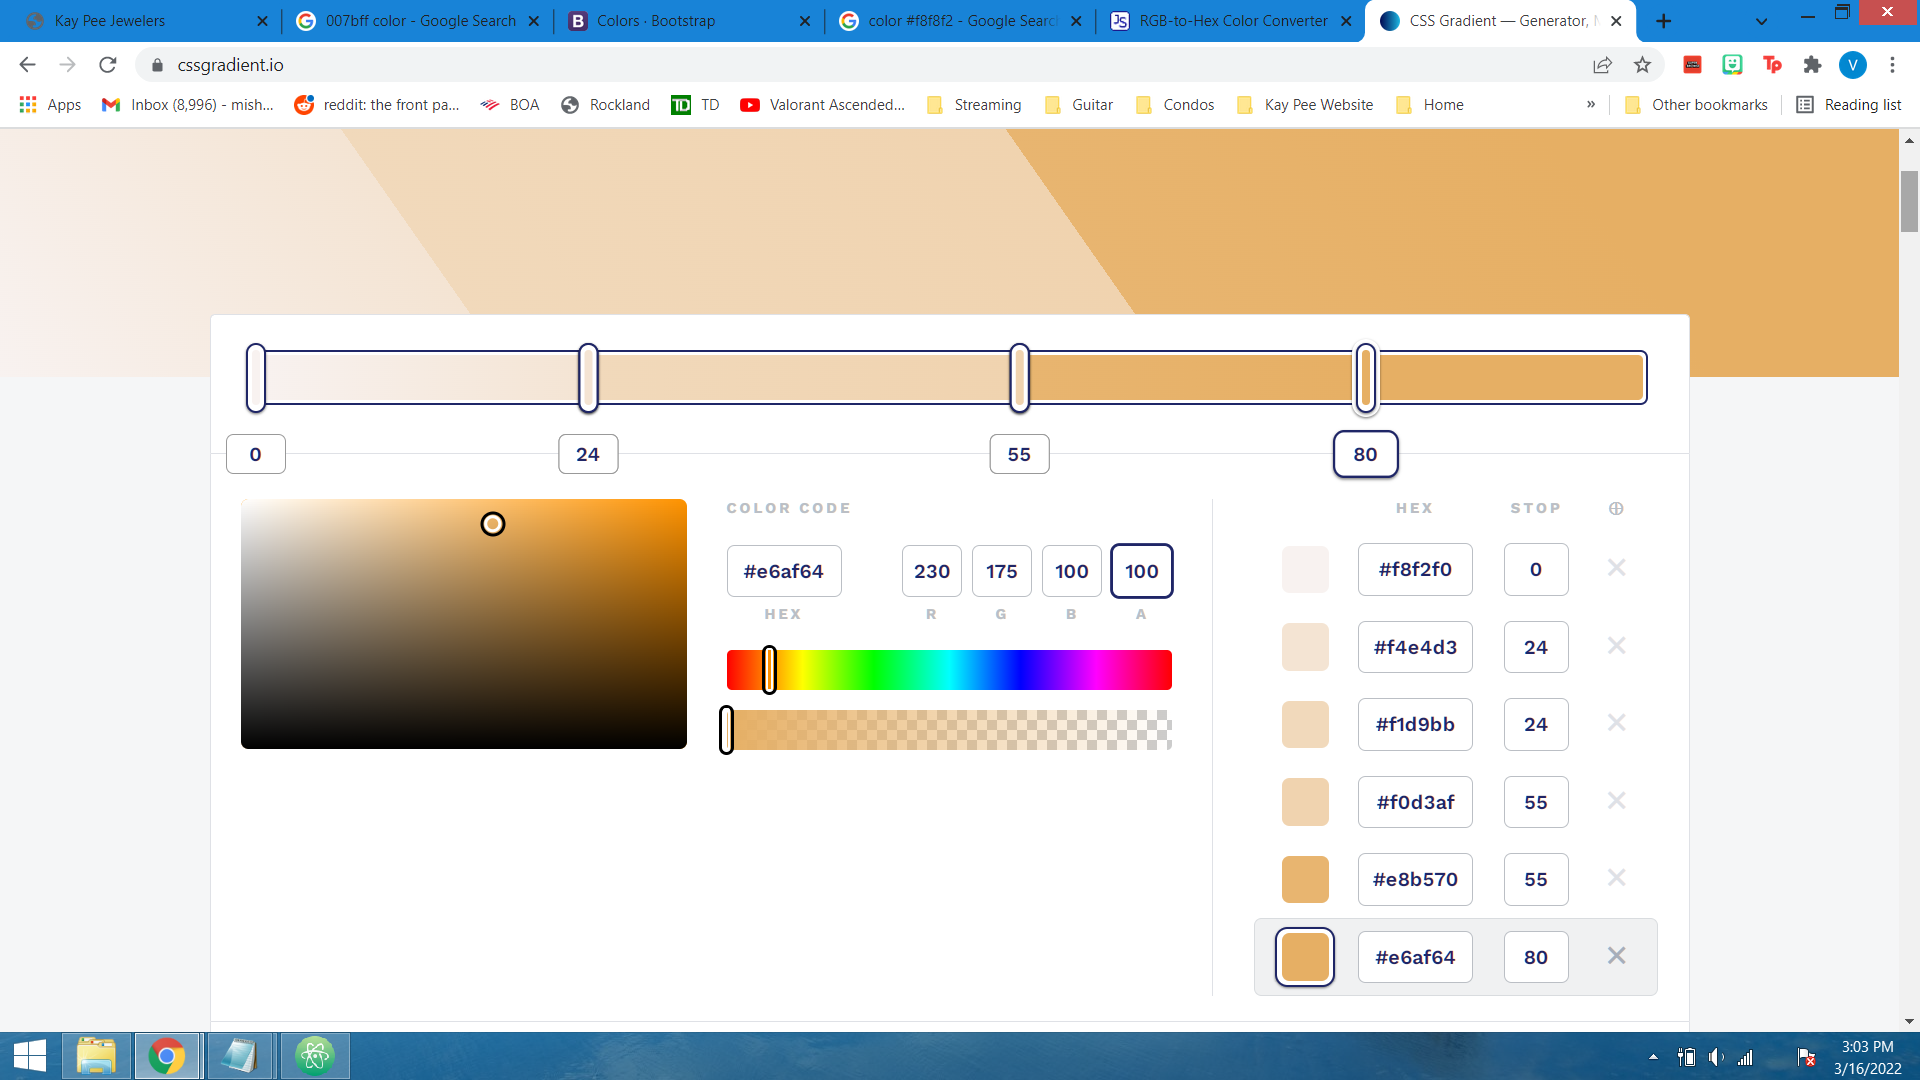 Kay Pee Jewelers
007bff color - Google Search
Colors · Bootstrap
color #f8f8f2 - Google Searc
RGB-to-Hex Color Converter
CSS Gradient — Generator,
cssgradient.io
V
Apps
Inbox (8,996) - mish...
reddit: the front pa...
BOA
Rockland
TD
Valorant Ascended...
Streaming
Guitar
Condos
Kay Pee Website
Home
»
Other bookmarks
Reading list
0
24
55
80
COLOR CODE
#e6af64
230
175
100
100
HEX
R
G
B
A
HEX
STOP
#f8f2f0
0
#f4e4d3
24
#f1d9bb
24
#f0d3af
55
#e8b570
55
#e6af64
80
3:03 PM
3/16/2022